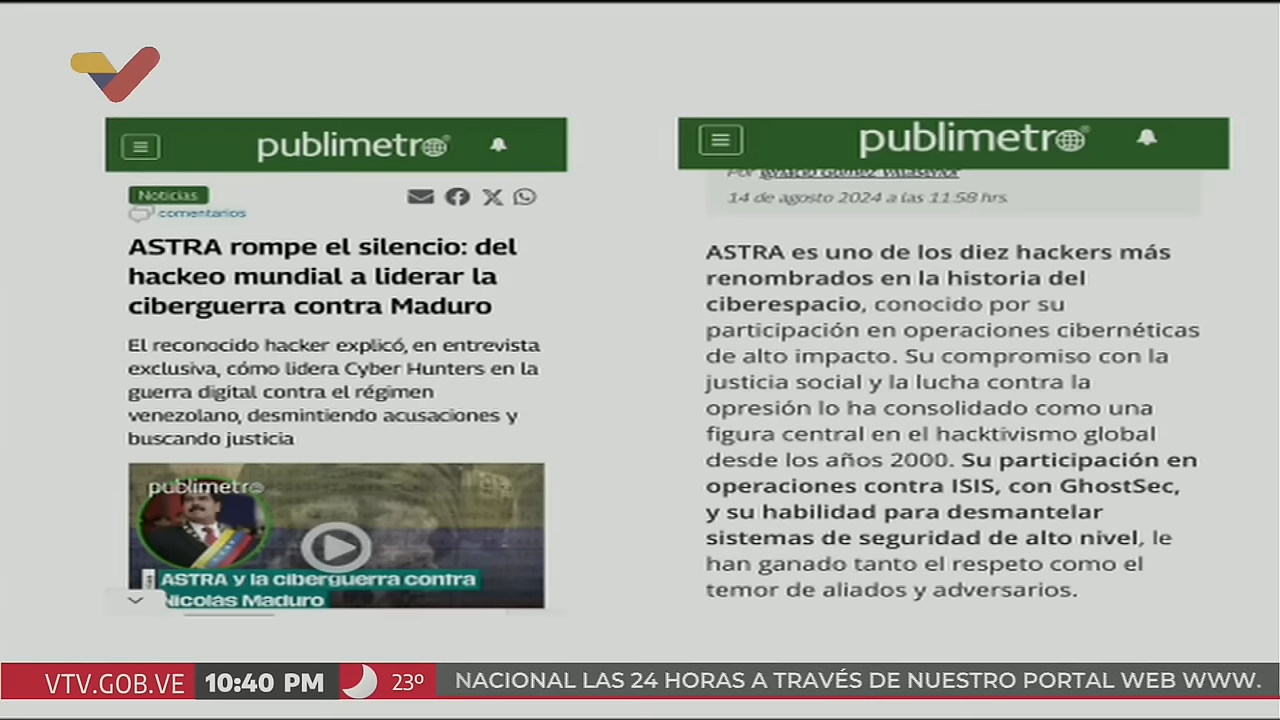 publimetro
Noticias
comentarios
ASTRA rompe el silencio: del
hackeo mundial a liderar la
ciberguerra contra Maduro
El reconocido hacker explicó, en entrevista
exclusiva, cómo lidera Cyber Hunters en la
guerra digital contra el régimen
venezolano, desmintiendo acusaciones y
buscando justicia
publimetro
ASTRA y la ciberguerra contra
Nicolás Maduro
publimetro
Por Ignacio Gómez Villaseñor
14 de agosto 2024 a las 11:58 hrs.
ASTRA es uno de los diez hackers más
renombrados en la historia del
ciberespacio, conocido por su
participación en operaciones cibernéticas
de alto impacto. Su compromiso con la
justicia social y la lucha contra la
opresión lo ha consolidado como una
figura central en el hacktivismo global
desde los años 2000. Su participación en
operaciones contra ISIS, con GhostSec,
y su habilidad para desmantelar
sistemas de seguridad de alto nivel, le
han ganado tanto el respeto como el
temor de aliados y adversarios.
VTV.GOB.VE 10:40 PM 23º NACIONAL LAS 24 HORAS A TRAVÉS DE NUESTRO PORTAL WEB WWW.